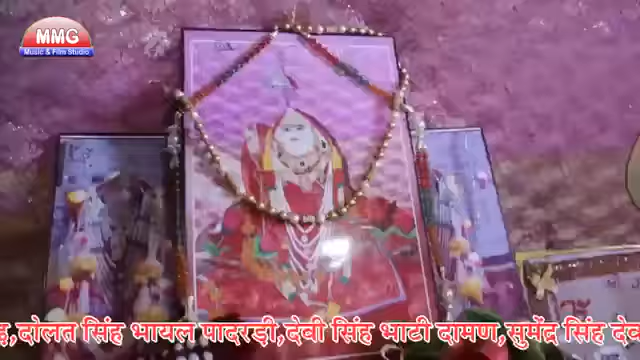 MMG
Music & Film Studio
ह,दोलत सिंह भायल पादरड़ी,देवी सिंह भाटी दामण,सुमेंद्र सिंह देव